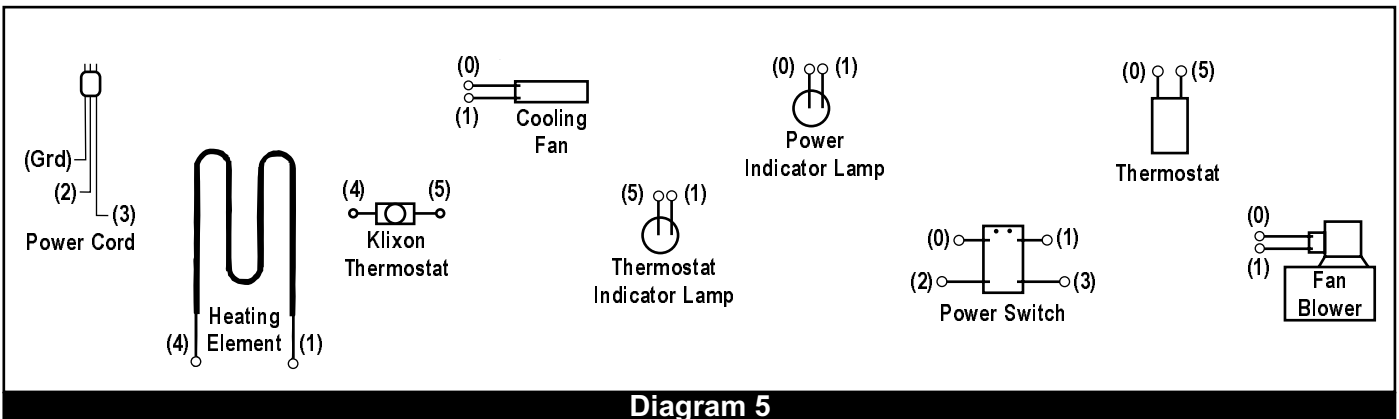 (Grd)
(2)
(3)
Power Cord
(4)
Heating
Element
(1)
(4)
(5)
Klixon
Thermostat
(0)
(1)
Cooling
Fan
(5)
(1)
Thermostat
Indicator Lamp
(0)
(1)
Power
Indicator Lamp
(0)
(1)
(2)
(3)
Power Switch
(0)
(5)
Thermostat
(0)
(1)
Fan
Blower
Diagram 5